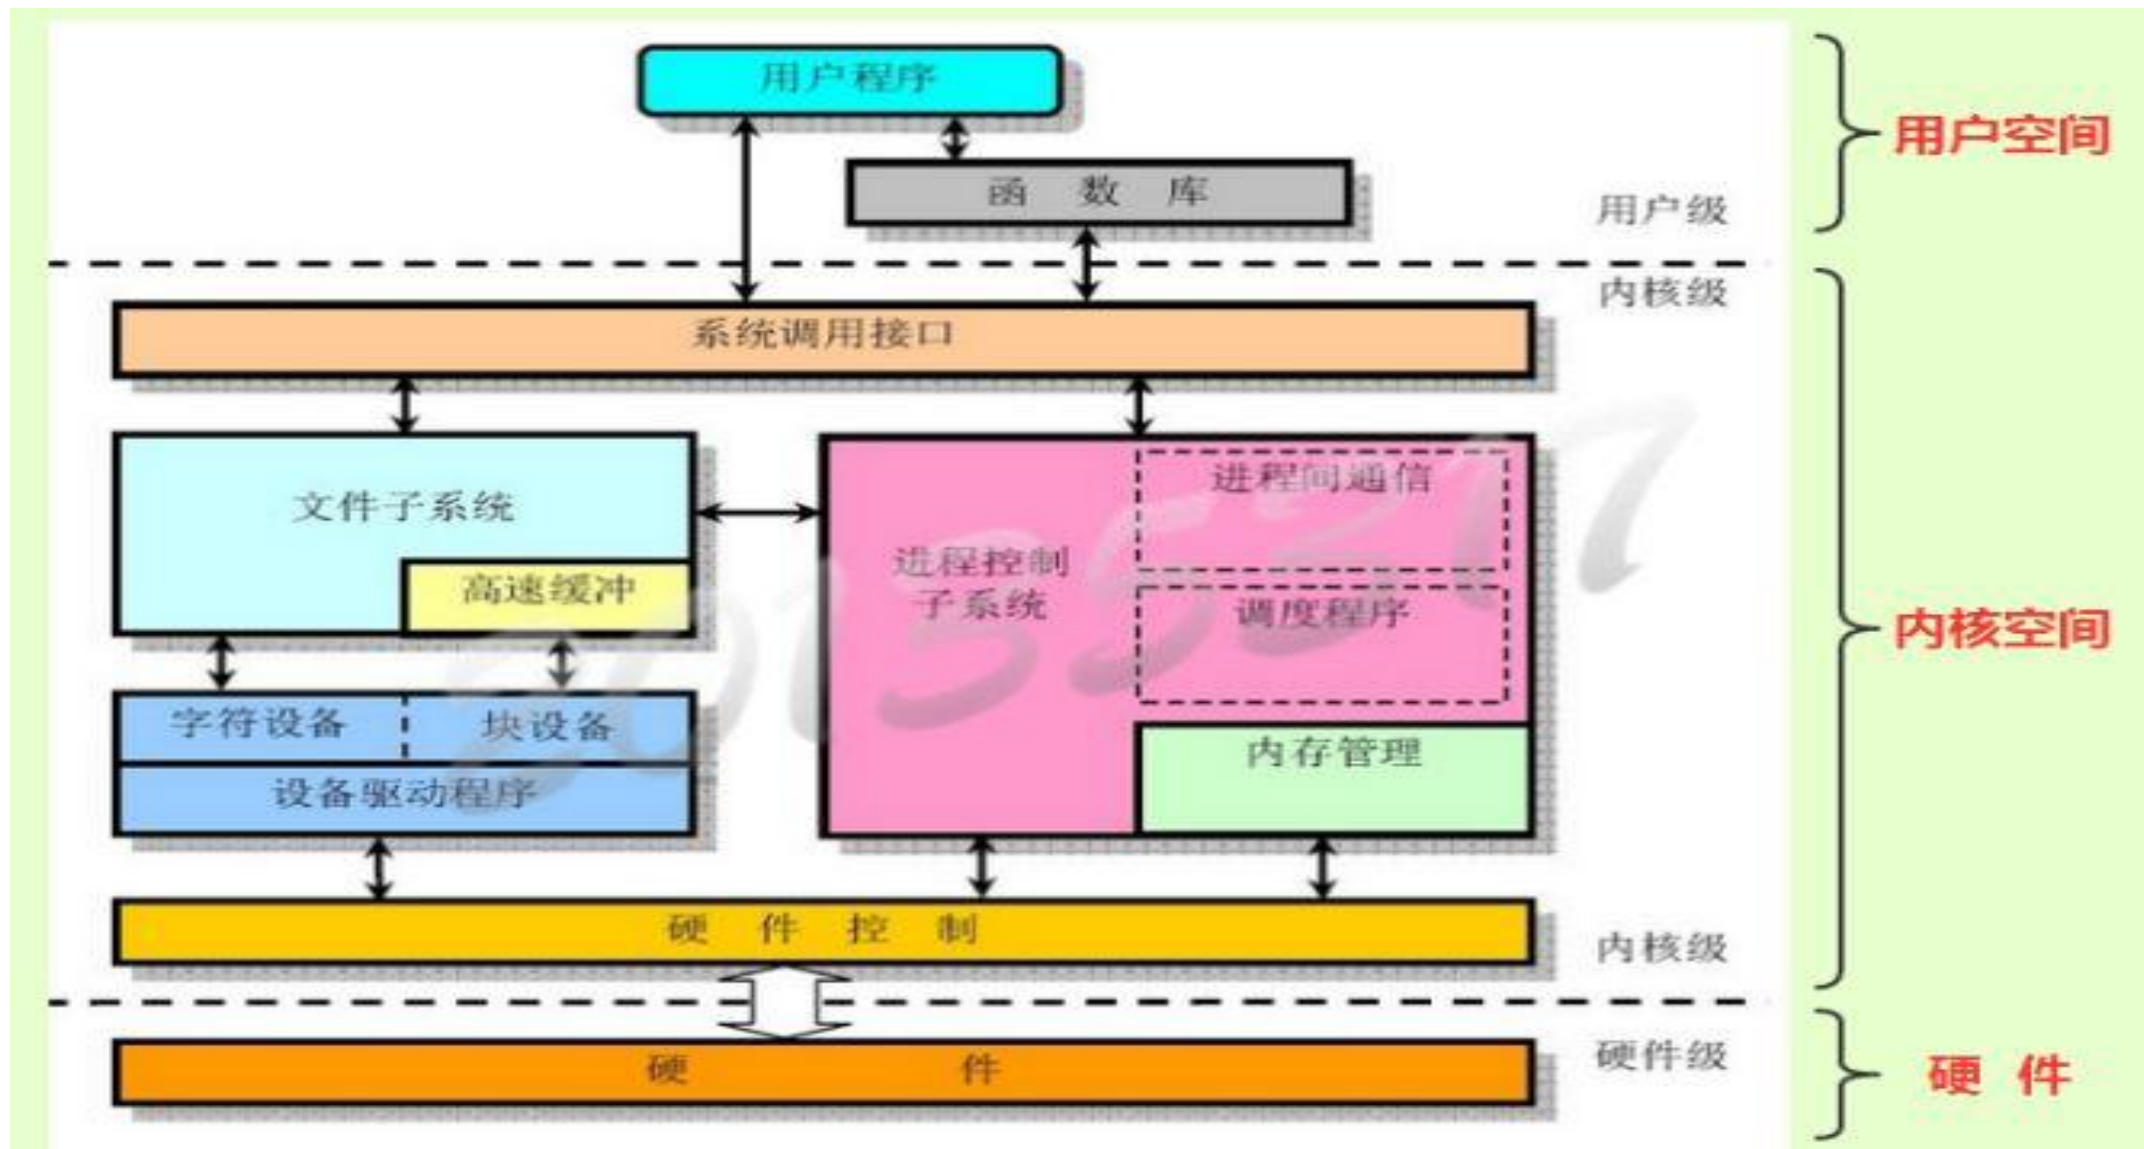 用户程序
用户空间
函 数 库
用户级
内核级
系统调用接口
进程间通信
文件子系统
进程控制
子系统
高速缓冲
调度程序
内核空间
字符设备
块设备
内存管理
设备驱动程序
硬 件 控 制
内核级
硬 件
硬件级
硬 件
20135217